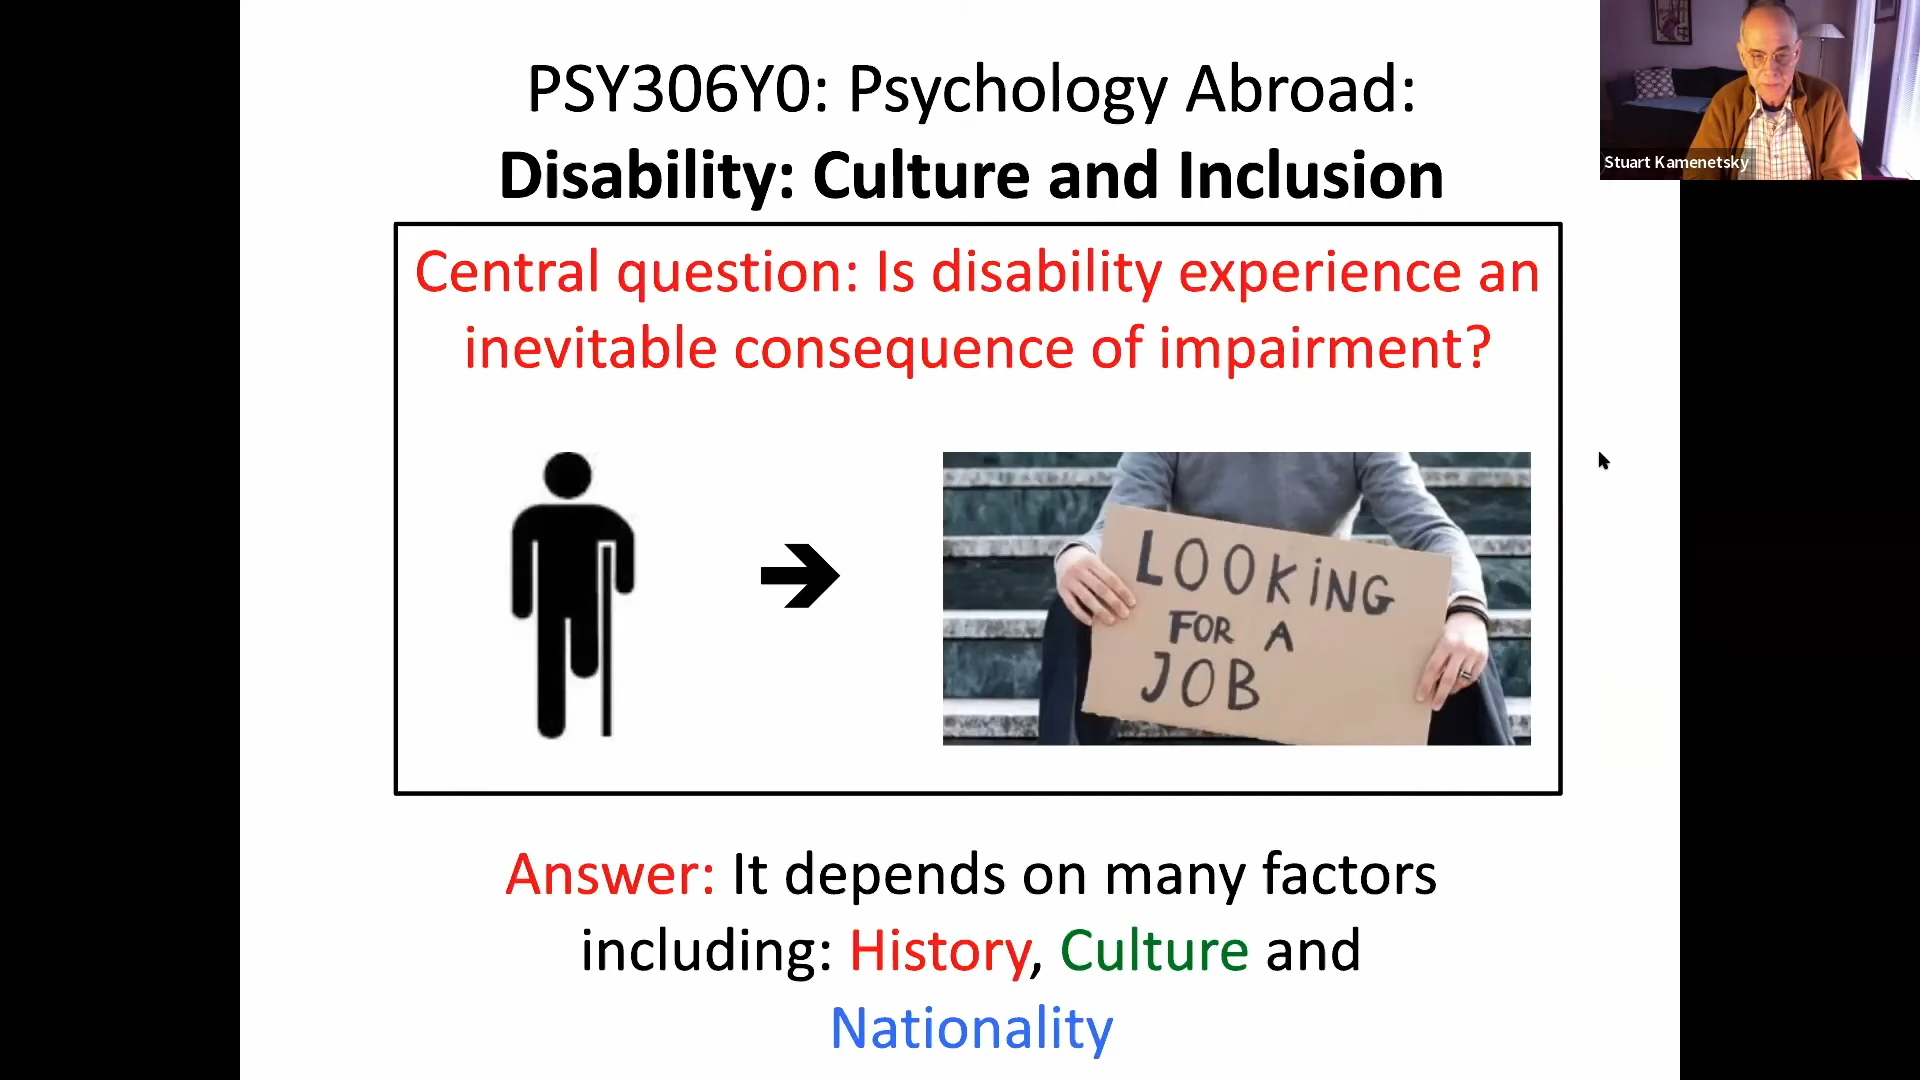 PSY306Y0: Psychology Abroad:
Disability: Culture and Inclusion
Stuart Kamenetsky
Central question: Is disability experience an
inevitable consequence of impairment?
LOOKiNG
FOR A
JOB
Answer: It depends on many factors
including: History, Culture and
Nationality